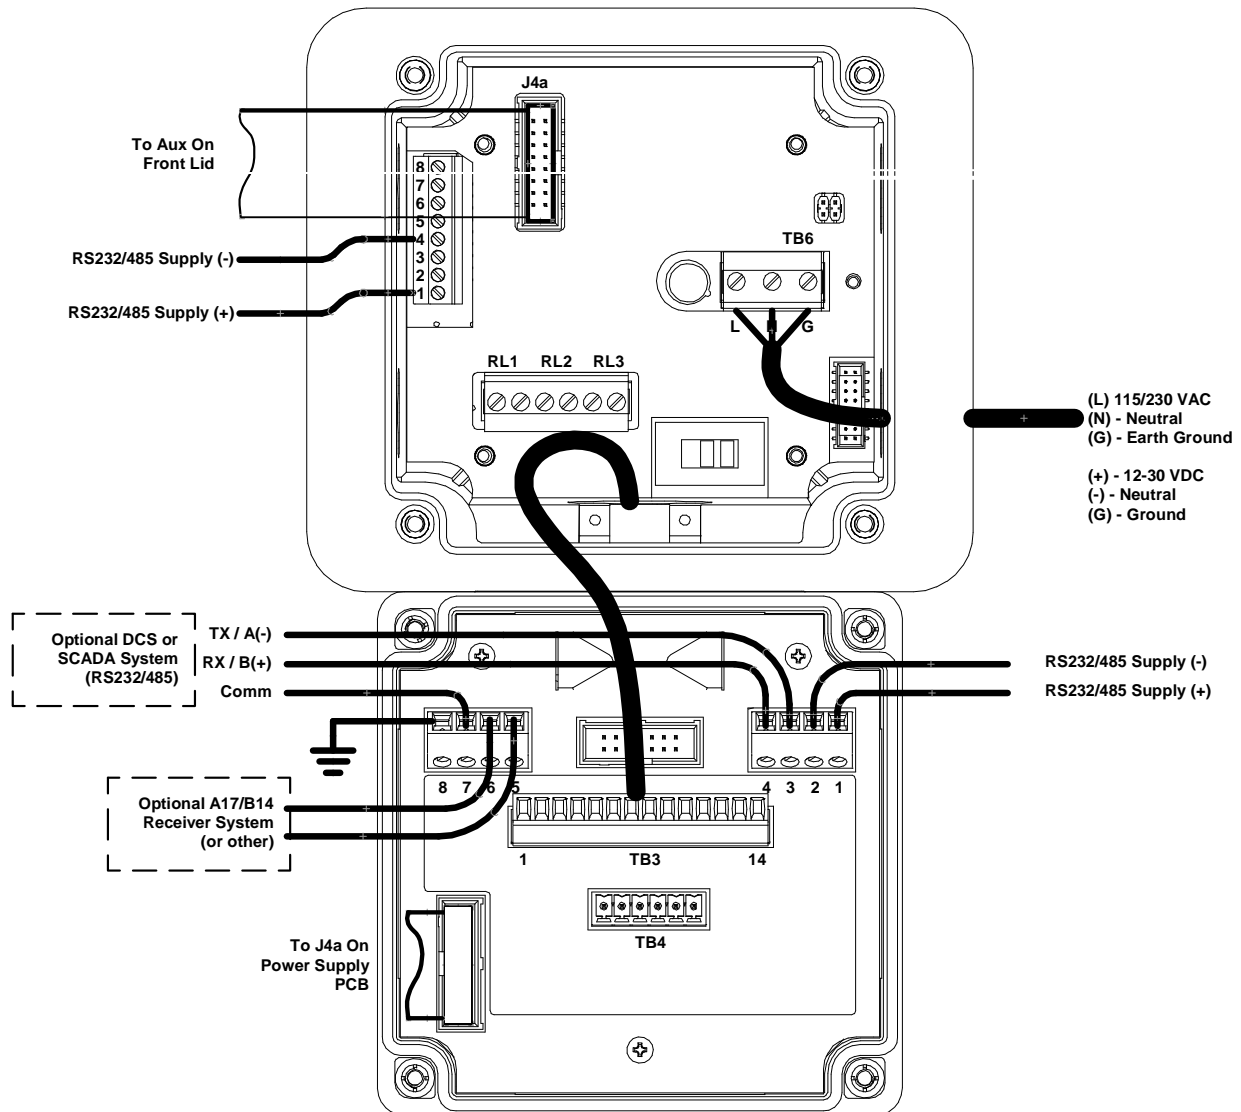 J4a
To Aux On
Front Lid
8
7
6
5
4
3
2
1
RS232/485 Supply (-)
RS232/485 Supply (+)
TB6
L N G
RL1 RL2 RL3
(L) 115/230 VAC
(N) - Neutral
(G) - Earth Ground
(+) - 12-30 VDC
(-) - Neutral
(G) - Ground
Optional DCS or
SCADA System
(RS232/485)
TX / A(-)
RX / B(+)
Comm
RS232/485 Supply (-)
RS232/485 Supply (+)
8 7 6 5
4 3 2 1
Optional A17/B14
Receiver System
(or other)
1 TB3 14
TB4
To J4a On
Power Supply
PCB